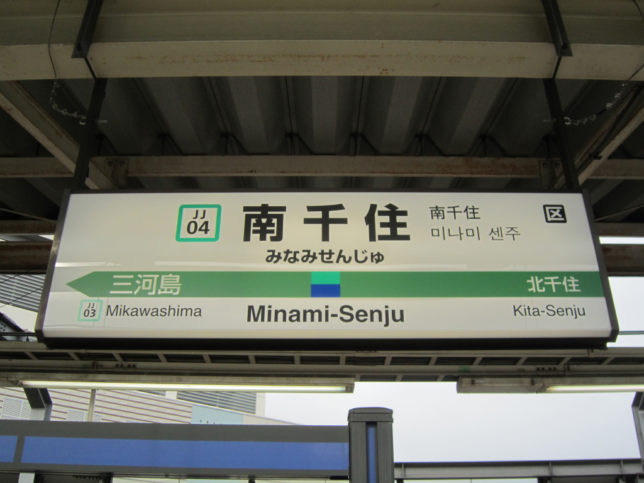 JJ
04
南千住
南千住
미나미 센주
区
みなみせんじゅ
三河島
北千住
JJ
03
Mikawashima
Minami-Senju
Kita-Senju